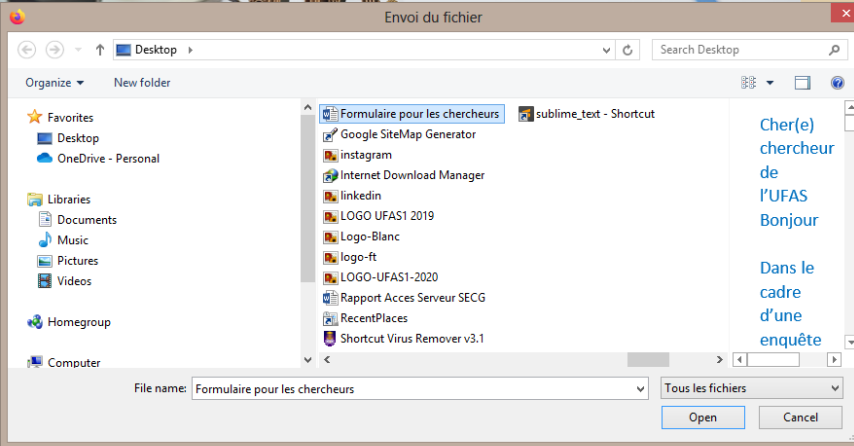 Envoi du fichier
Desktop
Search Desktop
Organize
New folder
Favorites
Desktop
OneDrive - Personal
Libraries
Documents
Music
Pictures
Videos
Homegroup
Computer
Formulaire pour les chercheurs
Google SiteMap Generator
instagram
Internet Download Manager
linkedin
LOGO UFAS1 2019
Logo-Blanc
logo-ft
LOGO-UFAS1-2020
Rapport Acces Serveur SECG
RecentPlaces
Shortcut Virus Remover v3.1
sublime_text - Shortcut
Cher(e)
chercheur
de
l’UFAS
Bonjour
Dans le
cadre
d’une
enquête
File name: Formulaire pour les chercheurs
Tous les fichiers
Open
Cancel